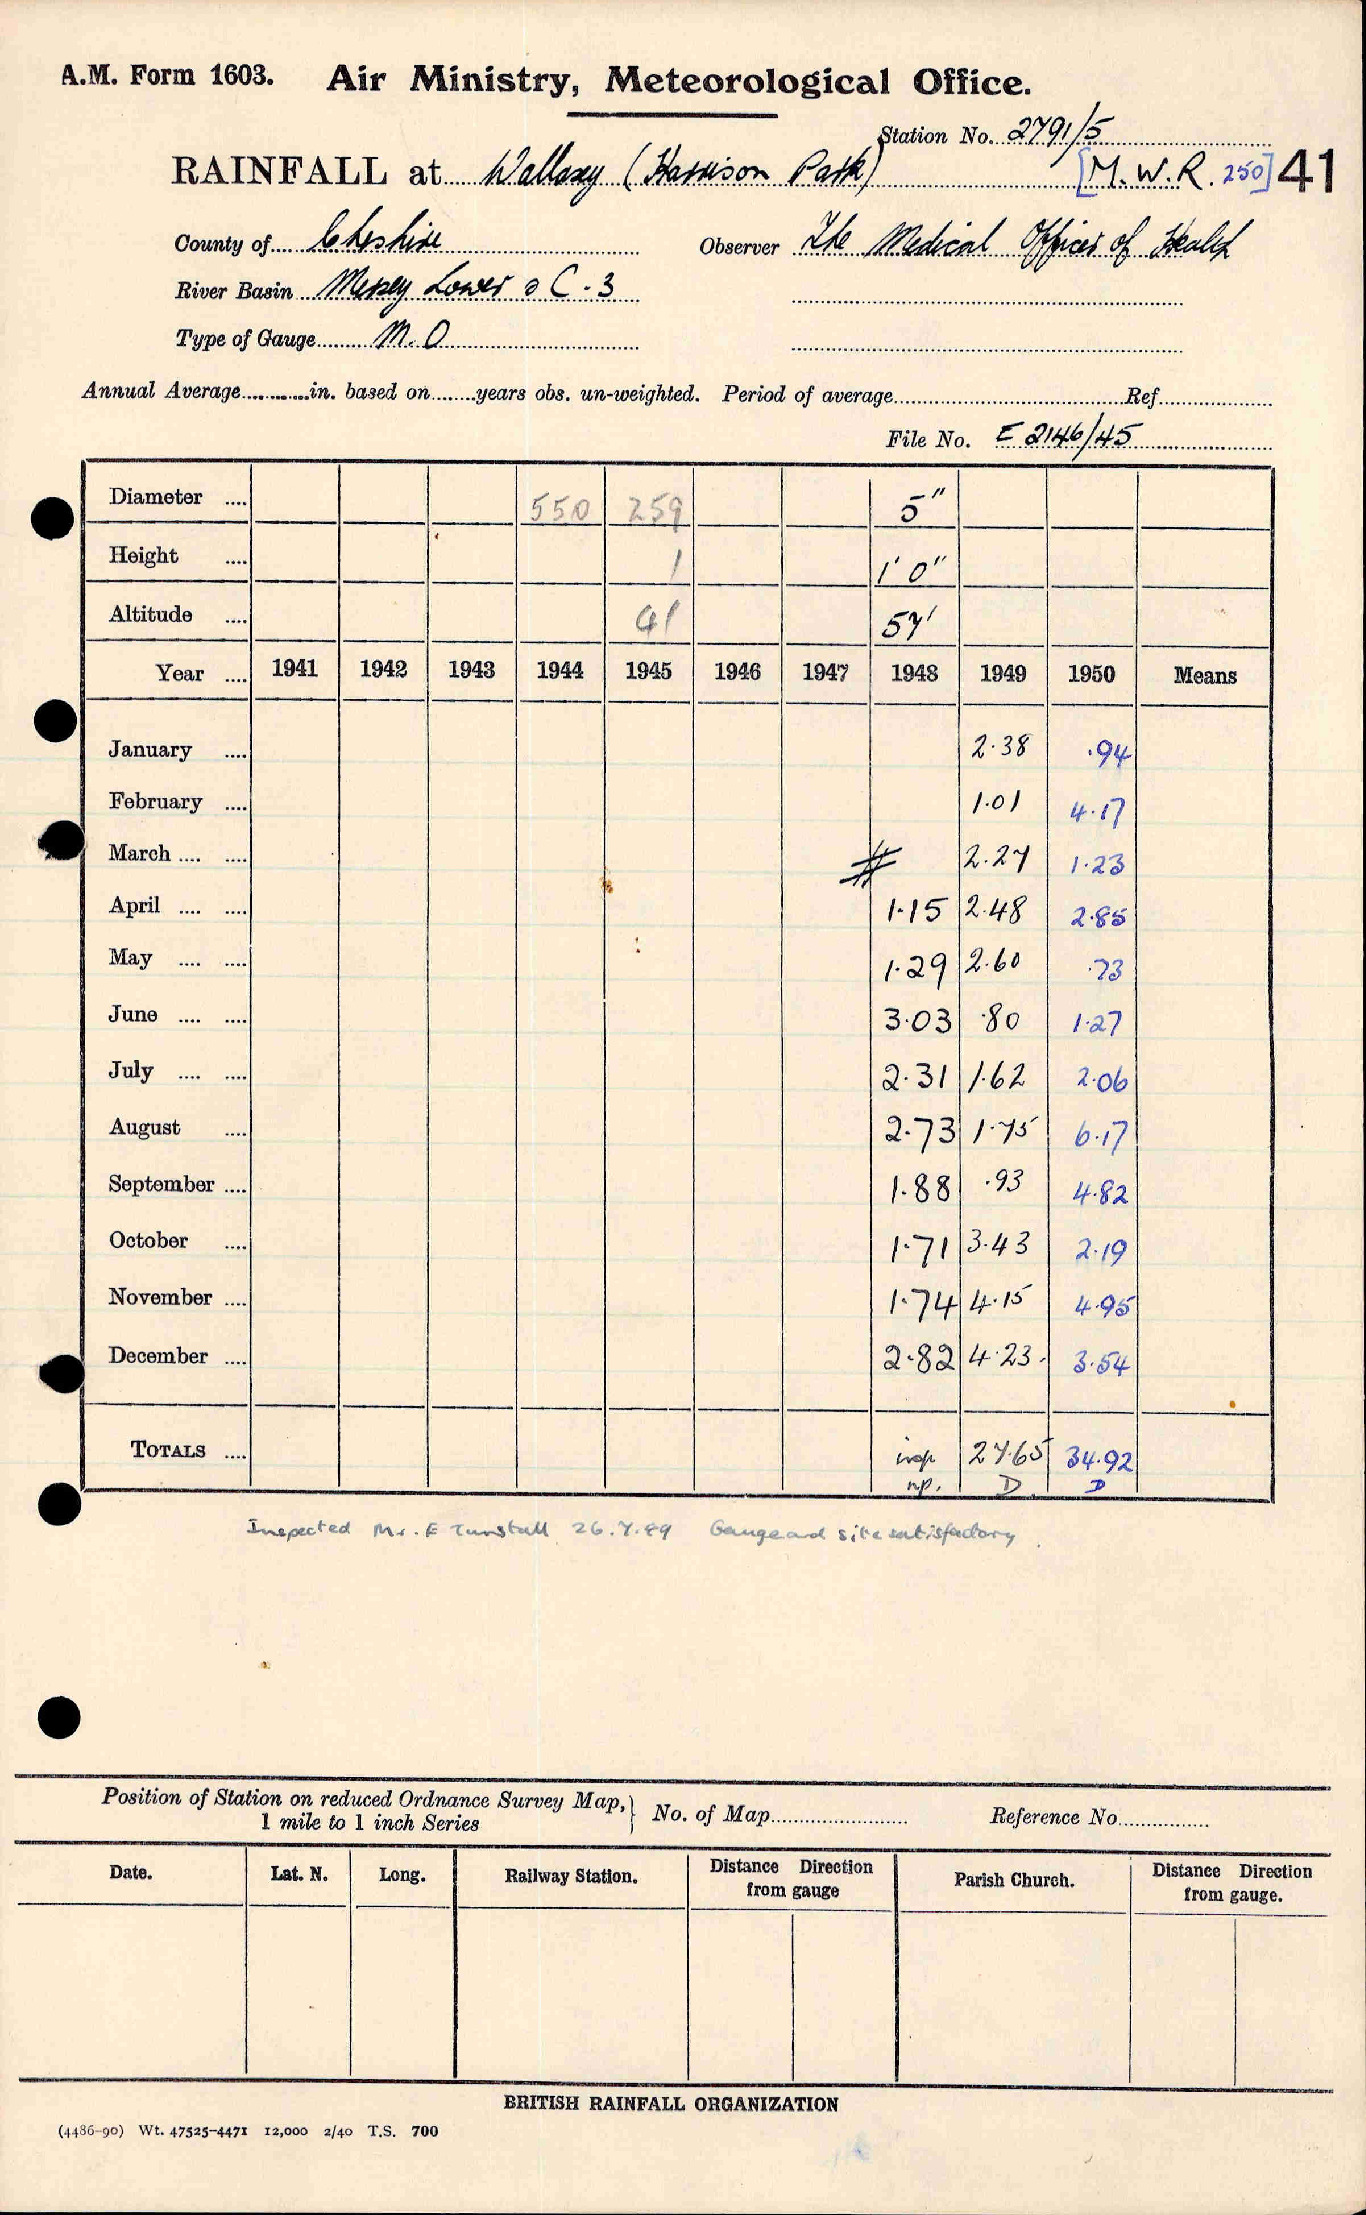 A.M. Form 1603. Air Ministry, Meteorological Office.
Station No. 2791/5
RAINFALL at Wallasey (Harrison Park) [M.W.R. 250] 41
County of Cheshire Observer The Medical Officer of Health
River Basin Mersey Lower & C-3
Type of Gauge M.O
Annual Average............in. based on........years obs. un-weighted. Period of average........Ref........
File No. E 2146/45
Diameter .... 550 259 5"
Height .... 1 1' 0"
Altitude .... 41 57'
Year .... 1941 1942 1943 1944 1945 1946 1947 1948 1949 1950 Means
January .... 2.38 .94
February .... 1.01 4.17
March .... .... 2.27 1.23
April .... .... 1.15 2.48 2.85
May .... .... 1.29 2.60 .73
June .... .... 3.03 .80 1.27
July .... .... 2.31 1.62 2.06
August .... 2.73 1.75 6.17
September .... 1.88 .93 4.82
October .... 1.71 3.43 2.19
November .... 1.74 4.15 4.95
December .... 2.82 4.23. 3.54
TOTALS .... 27.65 34.92
np. D. D
Inspected Mr. E Tunstall 26.7.49 Gauge and site satisfactory.
Position of Station on reduced Ordnance Survey Map,} No. of Map........ Reference No........
1 mile to 1 inch Series
Date. Lat. N. Long. Railway Station. Distance Direction Parish Church. Distance Direction
from gauge from gauge.
BRITISH RAINFALL ORGANIZATION
(4486-90) Wt. 47525-4471 12,000 2/40 T.S. 700